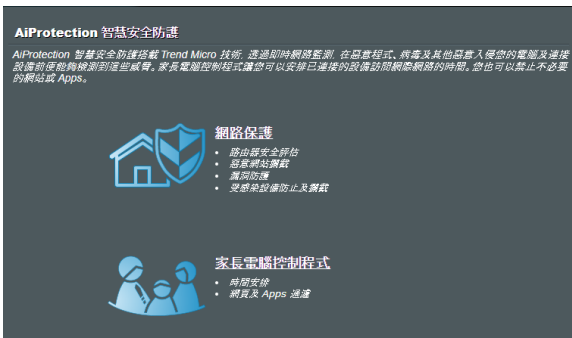 AiProtection 智慧安全防護
AiProtection 智慧安全防護搭載 Trend Micro 技術, 透過即時網路監測, 在惡意程式、病毒及其他惡意入侵您的電腦及連接
設備前便能夠檢測到這些威脅。家長電腦控制程式讓您可以安排已連接的設備訪問網際網路的時間。您也可以禁止不必要
的網站或 Apps。
網路保護
• 路由器安全評估
• 惡意網站攔截
• 漏洞防護
• 受感染設備防止及攔截
家長電腦控制程式
• 時間安排
• 網頁及 Apps 過濾